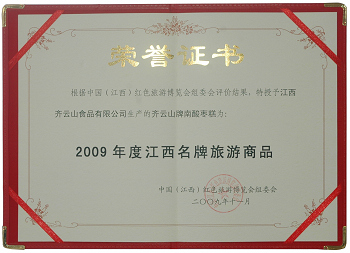 荣誉证书
根据中国（江西）红色旅游博览会组委会评价结果，特授予江西
齐云山食品有限公司生产的齐云山牌南酸枣糕为：
2009 年度江西名牌旅游商品
中国（江西）红色旅游博览会组委会
二〇〇九年十一月